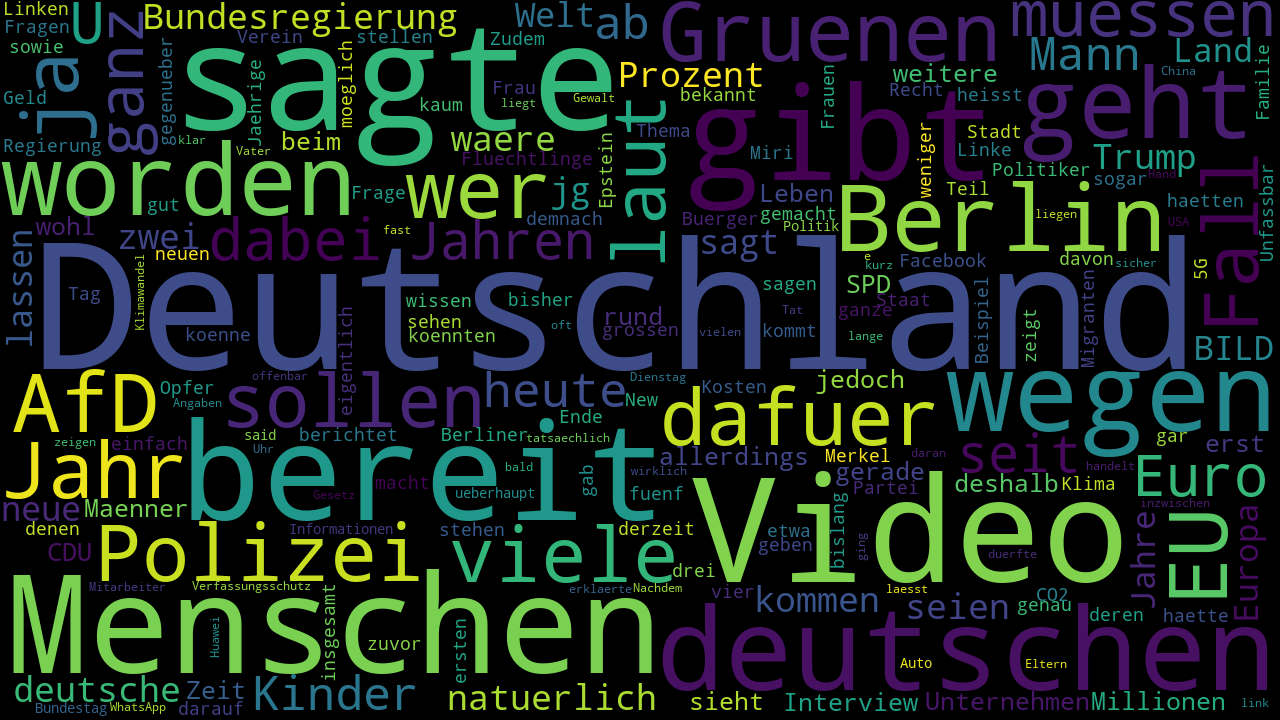 Linken
Fragen
sowie
U
Bundesregierung
Welt
ab
Gruenen
muessen
ja
ganz
gegenueber
Verein
stellen
Zudem
sagte
Prozent
Mann
Land
China
Familie
Geld
Regierung
klar
Jaehrige
Vater
moeglich
beim
kaum
Frau
liegt
Gewalt
waere
Fluechtlinge
Epstein
laut
bekannt
Thema
Frauen
weitere
Recht
heisst
geht
gibt
Miri
weniger
Stadt
Linke
Politiker
Trump
sogar
Hand
Teil
haetten
Unfassbar
worden
gut
Frage
wer
jg
demnach
Leben
Buerger
gemacht
Politik
Berlin
liegen
USA
Fall
wohl
zwei
dabei
fast
Jahren
sagt
davon
sicher
lassen
neuen
Klimawandel
Tag
Deutschland
e
kurz
Facebook
5G
koenne
wissen
sehen
koennten
bisher
oft
rund
grossen
sagen
SPD
Staat
ganze
Tat
vielen
kommt
lange
Beispiel
zeigt
Migranten
BILD
eigentlich
AfD
Opfer
Angaben
offenbar
sollen
heute
Dienstag
New
Kosten
jedoch
wegen
Ende
dafuer
zeigen
einfach
said
Uhr
berichtet
Berliner
tatsaechlich
allerdings
Merkel
daran
gar
erst
Jahr
bereit
bald
gab
wirklich
gerade
seit
handelt
macht
Gesetz
ueberhaupt
fuenf
Partei
deshalb
Klima
Euro
neue
Maenner
inzwischen
denen
Informationen
stehen
derzeit
Video
etwa
geben
bislang
ging
duerfte
Jahre
EU
Europa
CDU
Polizei
viele
drei
Mitarbeiter
Verfassungsschutz
erklaerte
Nachdem
vier
laesst
CO2
Menschen
Huawei
insgesamt
zuvor
ersten
kommen
seien
genau
deren
haette
deutschen
Auto
Eltern
deutsche
Zeit
Kinder
natuerlich
sieht
Interview
Unternehmen
Millionen
link
Bundestag
WhatsApp
darauf